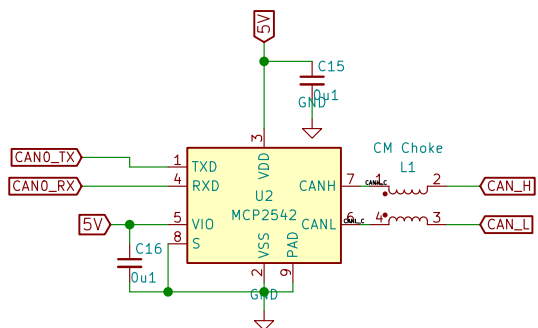 5V
C15
0u1
GND
3
VDD
CM Choke
L1
CAN0_TX
1
TXD
CANH
7
CANH_C
1
2
CAN_H
CAN0_RX
4
RXD
U2
MCP2542
5V
5
VIO
CANL
6
CANL_C
4
3
CAN_L
8
S
C16
0u1
VSS
PAD
2
9
GND